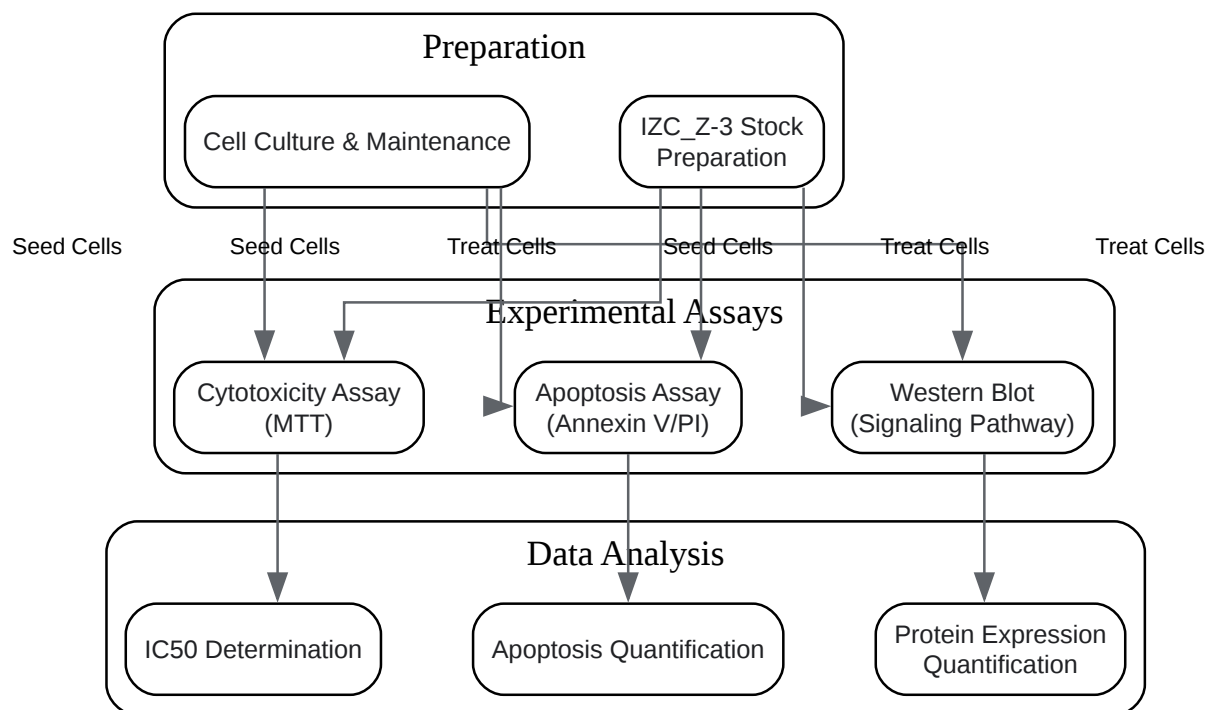 Preparation
Cell Culture & Maintenance
IZC_Z-3 Stock
Preparation
Seed Cells
Seed Cells
Treat Cells
Seed Cells
Treat Cells
Treat Cells
Experimental Assays
Cytotoxicity Assay
(MTT)
Apoptosis Assay
(Annexin V/PI)
Western Blot
(Signaling Pathway)
Data Analysis
IC50 Determination
Apoptosis Quantification
Protein Expression
Quantification